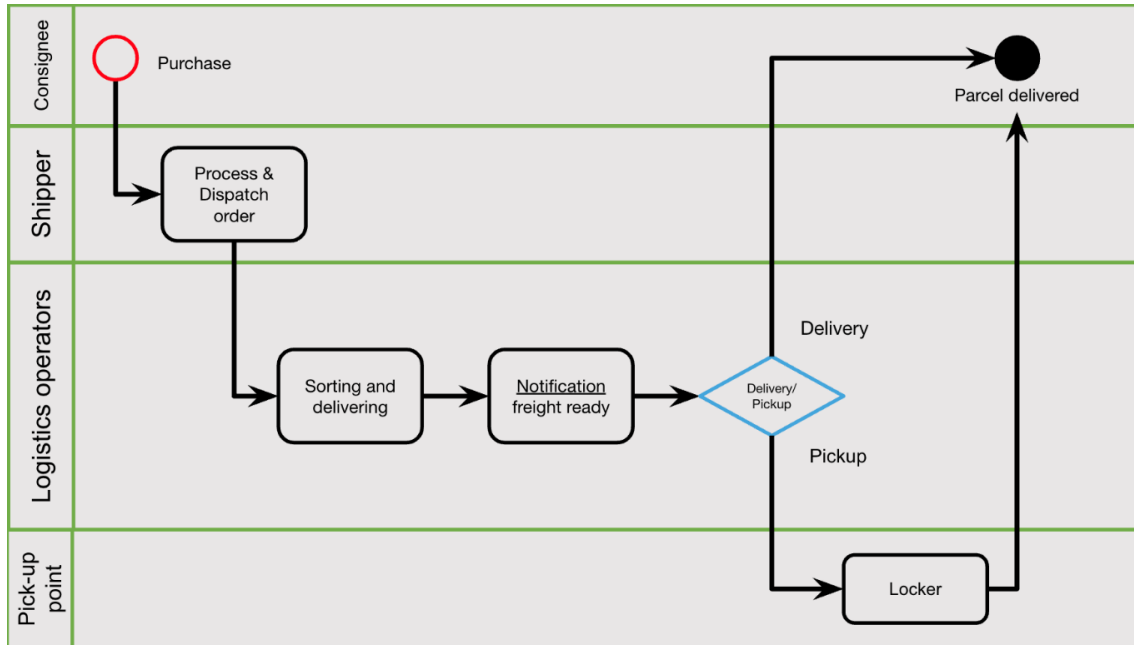 Consignee
Purchase
Parcel delivered
Shipper
Process &
Dispatch
order
Logistics operators
Sorting and
delivering
Notification
freight ready
Delivery/
Pickup
Delivery
Pickup
Pick-up
point
Locker